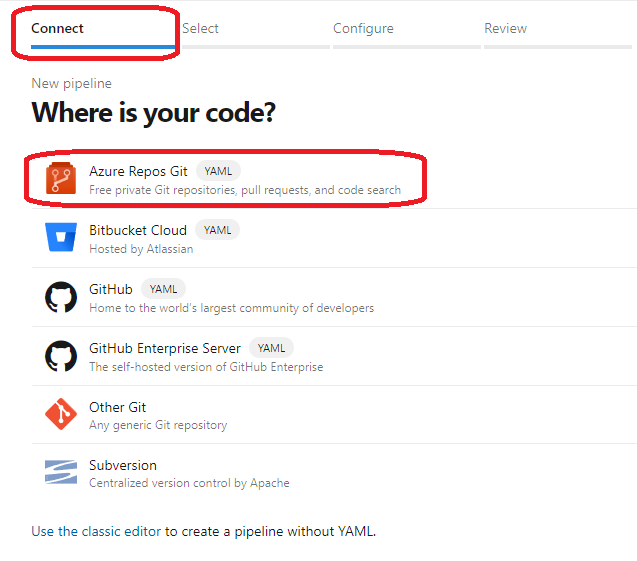 Connect Select Configure Review
New pipeline
Where is your code?
Azure Repos Git YAML
Free private Git repositories, pull requests, and code search
Bitbucket Cloud YAML
Hosted by Atlassian
GitHub YAML
Home to the world's largest community of developers
GitHub Enterprise Server YAML
The self-hosted version of GitHub Enterprise
Other Git
Any generic Git repository
Subversion
Centralized version control by Apache
Use the classic editor to create a pipeline without YAML.